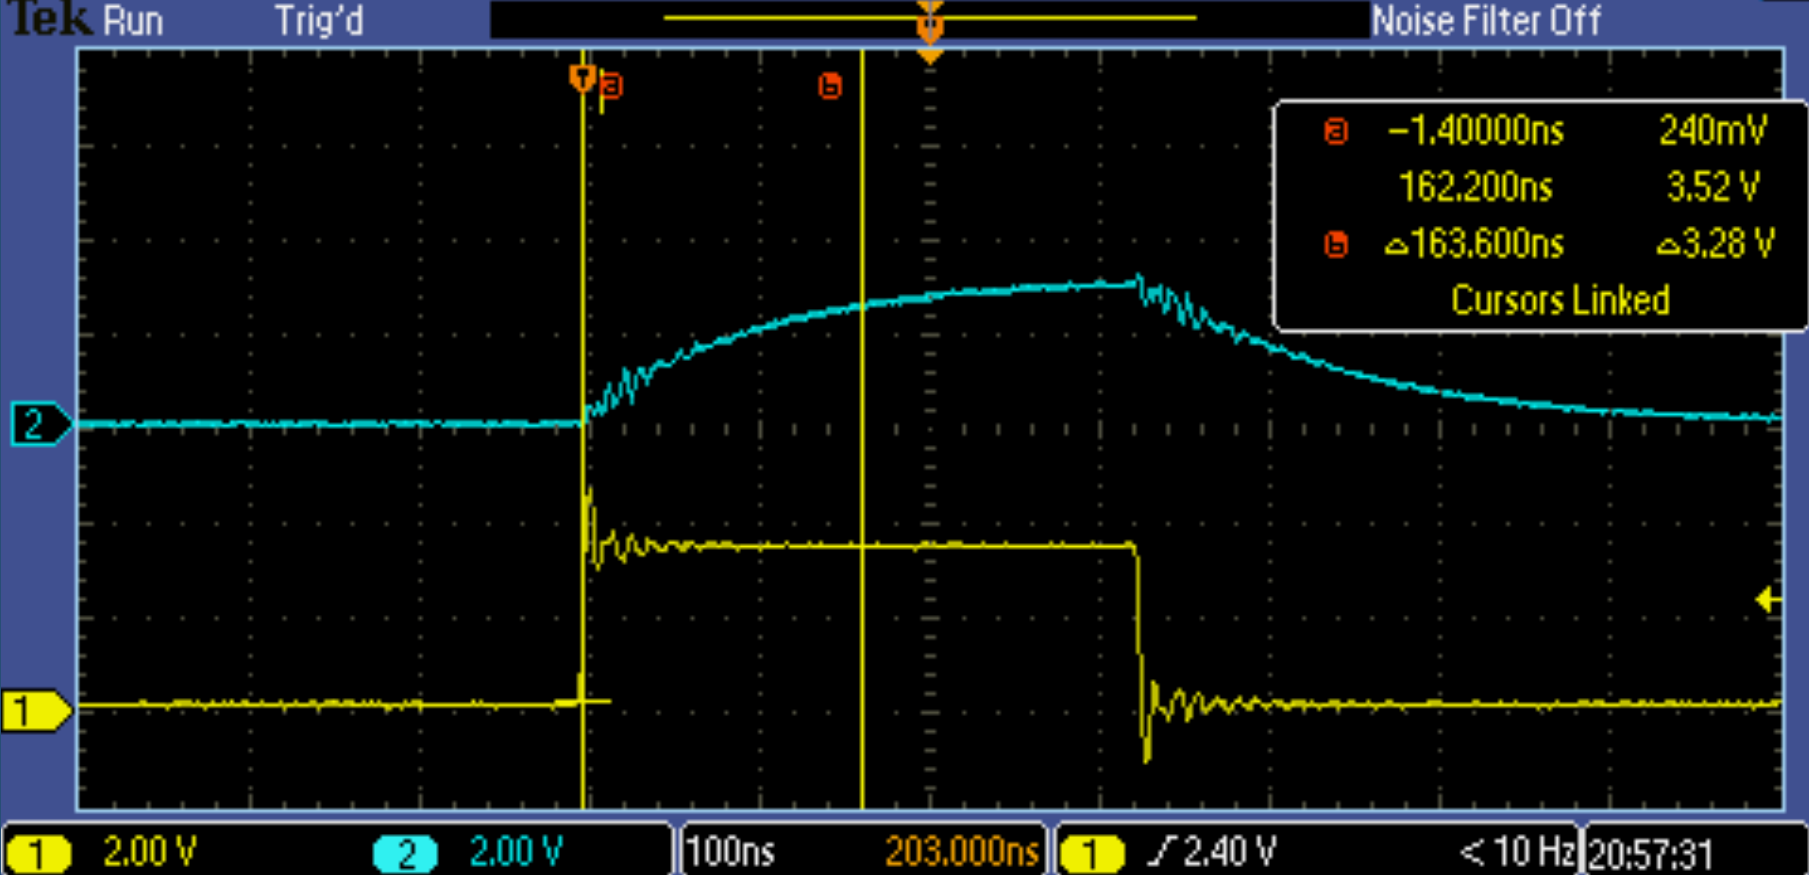 Tek Run Trig'd Noise Filter Off
T a b
a −1.40000ns 240mV
162.200ns 3.52 V
b △163.600ns △3.28 V
Cursors Linked
2
1
1 2.00 V 2 2.00 V 100ns 203.000ns 1 2.40 V < 10 Hz 20:57:31